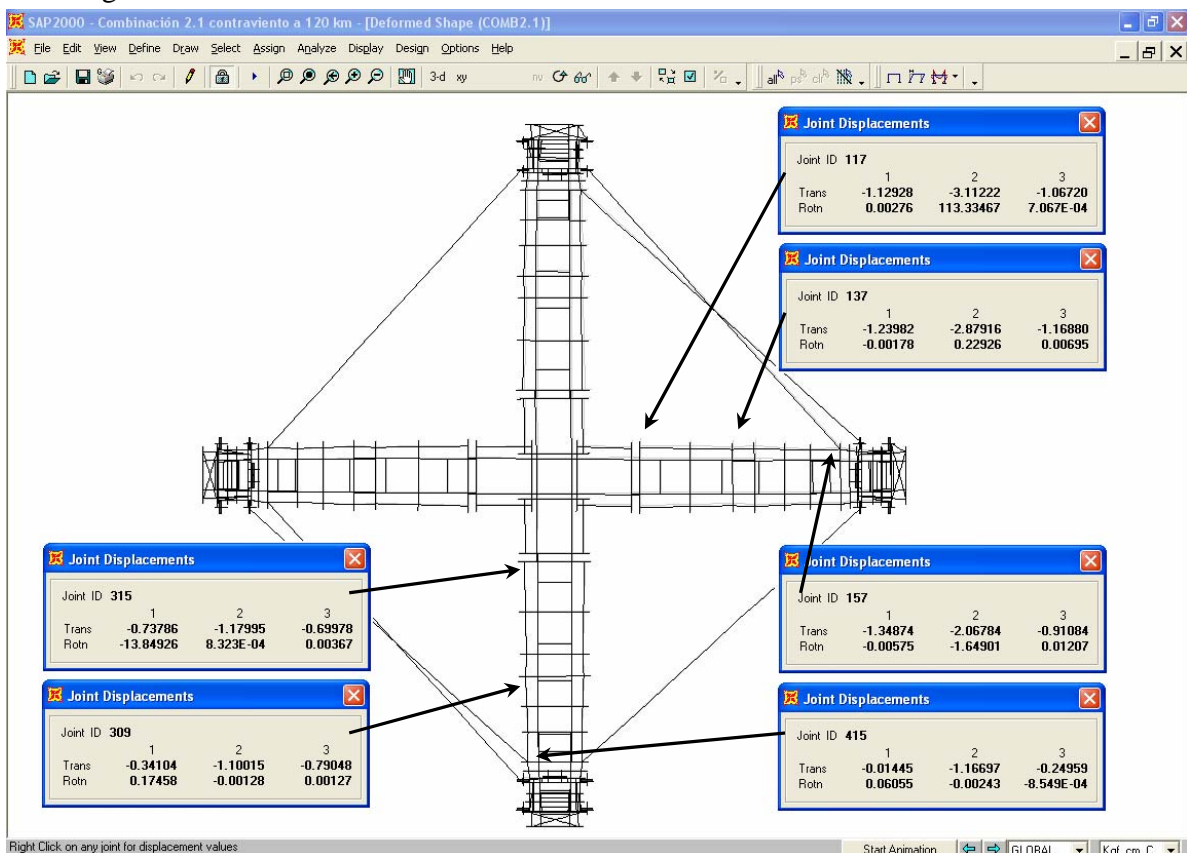 SAP2000 - Combinación 2.1 contraviento a 120 km - [Deformed Shape (COMB2.1)]
File Edit View Define Draw Select Assign Analyze Display Design Options Help
3-d xy nv all ps clr
Joint Displacements
Joint ID 117
1 2 3
Trans -1.12928 -3.11222 -1.06720
Rotn 0.00276 113.33467 7.067E-04
Joint Displacements
Joint ID 137
1 2 3
Trans -1.23982 -2.87916 -1.16880
Rotn -0.00178 0.22926 0.00695
Joint Displacements
Joint ID 315
1 2 3
Trans -0.73786 -1.17995 -0.69978
Rotn -13.84926 8.323E-04 0.00367
Joint Displacements
Joint ID 157
1 2 3
Trans -1.34874 -2.06784 -0.91084
Rotn -0.00575 -1.64901 0.01207
Joint Displacements
Joint ID 309
1 2 3
Trans -0.34104 -1.10015 -0.79048
Rotn 0.17458 -0.00128 0.00127
Joint Displacements
Joint ID 415
1 2 3
Trans -0.01445 -1.16697 -0.24959
Rotn 0.06055 -0.00243 -8.549E-04
Right Click on any joint for displacement values Start Animation GLOBAL Kgf, cm, C